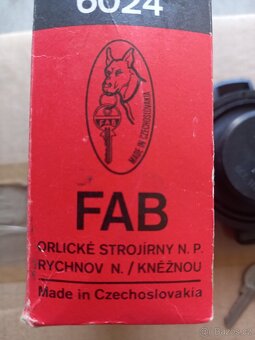 6024
FAB
MADE IN CZECHOSLOVAKIA
FAB
ORLICKÉ STROJÍRNY N. P.
RYCHNOV N./KNĚŽNOU
Made in Czechoslovakia